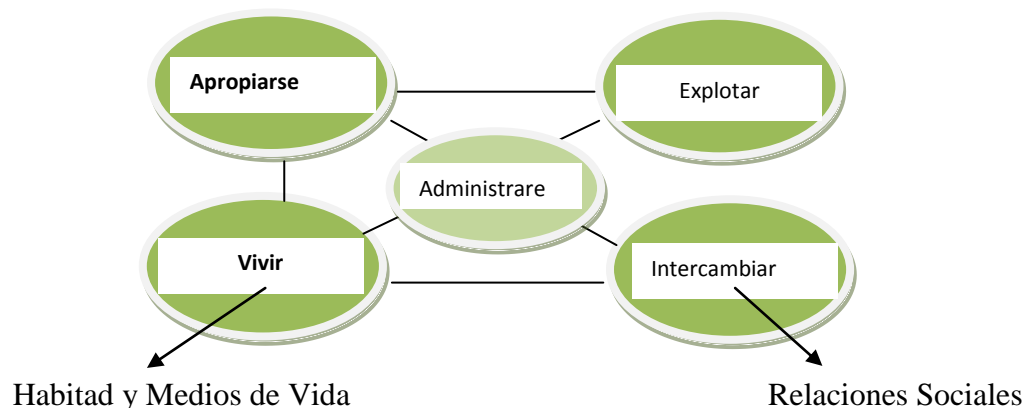 Apropiarse
Explotar
Administrare
Vivir
Intercambiar
Habitad y Medios de Vida
Relaciones Sociales